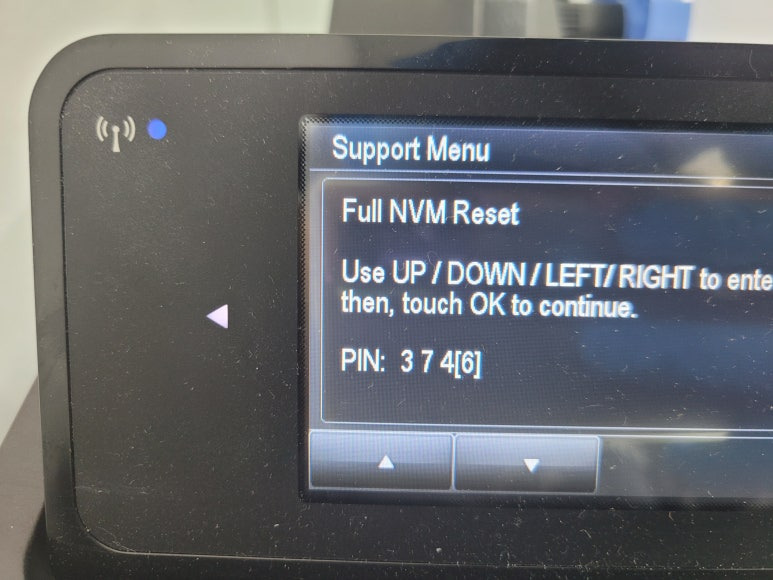 Support Menu
Full NVM Reset
Use UP / DOWN / LEFT/ RIGHT to ente
then, touch OK to continue.
PIN: 3 7 4[6]